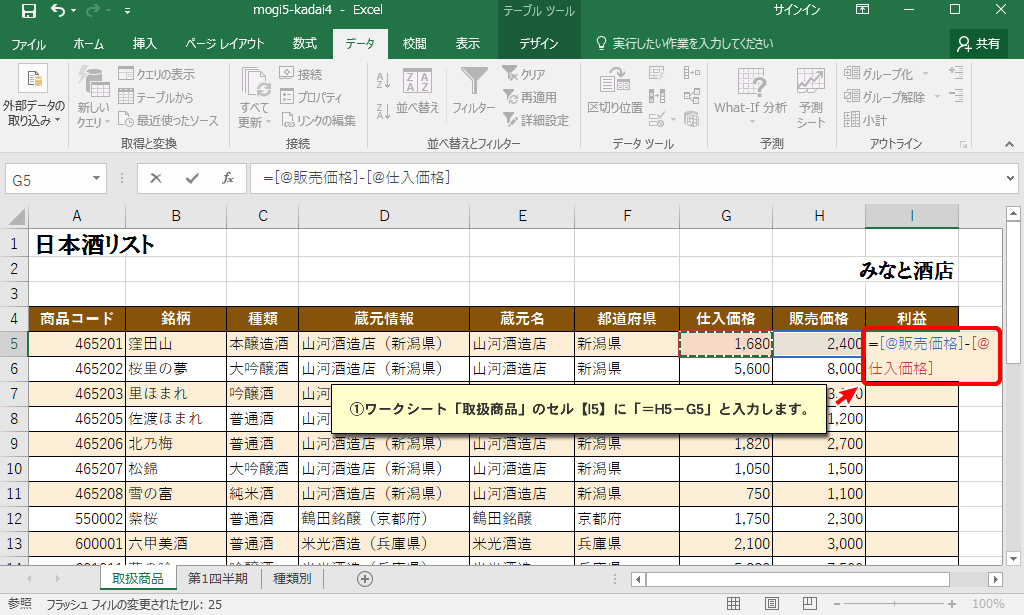 mogi5-kadai4 - Excel
テーブル ツール
サインイン
ファイル ホーム 挿入 ページ レイアウト 数式 データ 校閲 表示 デザイン 実行したい作業を入力してください 共有
外部データの
取り込み
新しい
クエリ
クエリの表示
テーブルから
最近使ったソース
取得と変換
すべて
更新
接続
プロパティ
リンクの編集
接続
並べ替え
フィルター
クリア
再適用
詳細設定
並べ替えとフィルター
区切り位置
データ ツール
What-If 分析
予測
シート
予測
グループ化
グループ解除
小計
アウトライン
G5
=[@販売価格]-[@仕入価格]
A B C D E F G H I
1 日本酒リスト
2 みなと酒店
3
4 商品コード 銘柄 種類 蔵元情報 蔵元名 都道府県 仕入価格 販売価格 利益
5 465201 窪田山 本醸造酒 山河酒造店（新潟県） 山河酒造店 新潟県 1,680 2,400 =[@販売価格]-[@
仕入価格]
6 465202 桜里の夢 大吟醸酒 山河酒造店（新潟県） 山河酒造店 新潟県 5,600 8,000
7 465203 里ほまれ 吟醸酒 山河
①ワークシート「取扱商品」のセル【I5】に「＝H5－G5」と入力します。
8 465205 佐渡ほまれ 普通酒 山河 1,200
9 465206 北乃梅 普通酒 山河酒造店（新潟県） 山河酒造店 新潟県 1,820 2,700
10 465207 松錦 大吟醸酒 山河酒造店（新潟県） 山河酒造店 新潟県 1,050 1,500
11 465208 雪の富 純米酒 山河酒造店（新潟県） 山河酒造店 新潟県 750 1,100
12 550002 紫桜 普通酒 鶴田銘醸（京都府） 鶴田銘醸 京都府 1,750 2,300
13 600001 六甲美酒 普通酒 米光酒造（兵庫県） 米光酒造 兵庫県 2,100 3,000
取扱商品 第1四半期 種類別
参照 フラッシュ フィルの変更されたセル: 25
100%